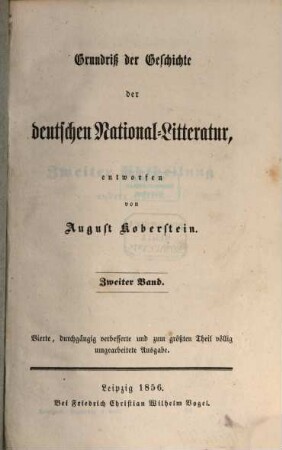 Grundriß der Geschichte
der
deutschen National-Litteratur,
entworfen
von
August Koberstein.
Zweiter Band.
Vierte, durchgängig verbesserte und zum größten Theil völlig
umgearbeitete Ausgabe.
Leipzig 1856.
Bei Friedrich Christian Wilhelm Vogel.